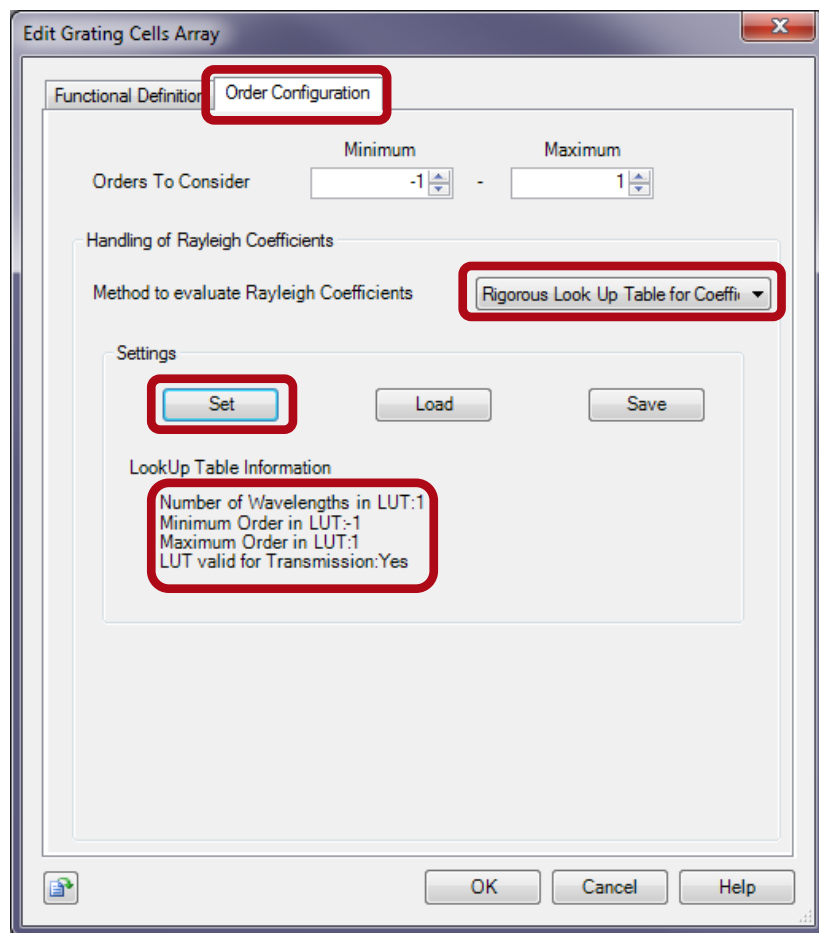 Edit Grating Cells Array
Functional Definition Order Configuration
Minimum Maximum
Orders To Consider -1 - 1
Handling of Rayleigh Coefficients
Method to evaluate Rayleigh Coefficients Rigorous Look Up Table for Coeffi
Settings
Set Load Save
LookUp Table Information
Number of Wavelengths in LUT:1
Minimum Order in LUT:-1
Maximum Order in LUT:1
LUT valid for Transmission:Yes
OK Cancel Help